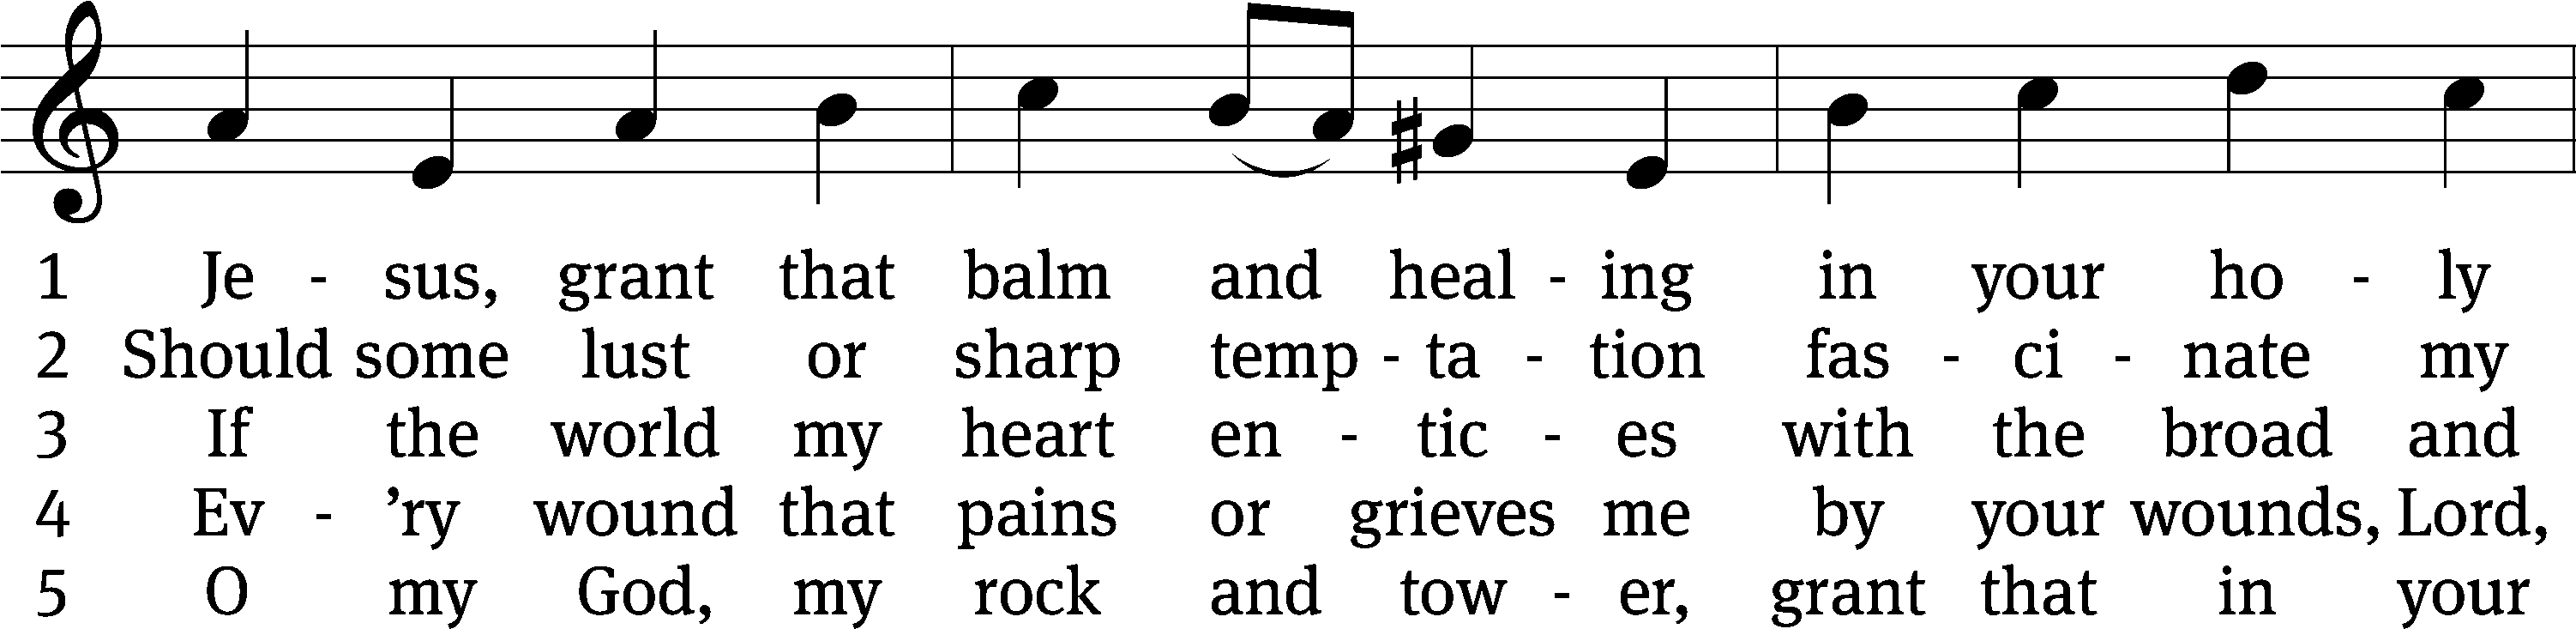 1 Je - sus, grant that balm and heal - ing in your ho - ly
2 Should some lust or sharp temp - ta - tion fas - ci - nate my
3 If the world my heart en - tic - es with the broad and
4 Ev - ’ry wound that pains or grieves me by your wounds, Lord,
5 O my God, my rock and tow - er, grant that in your